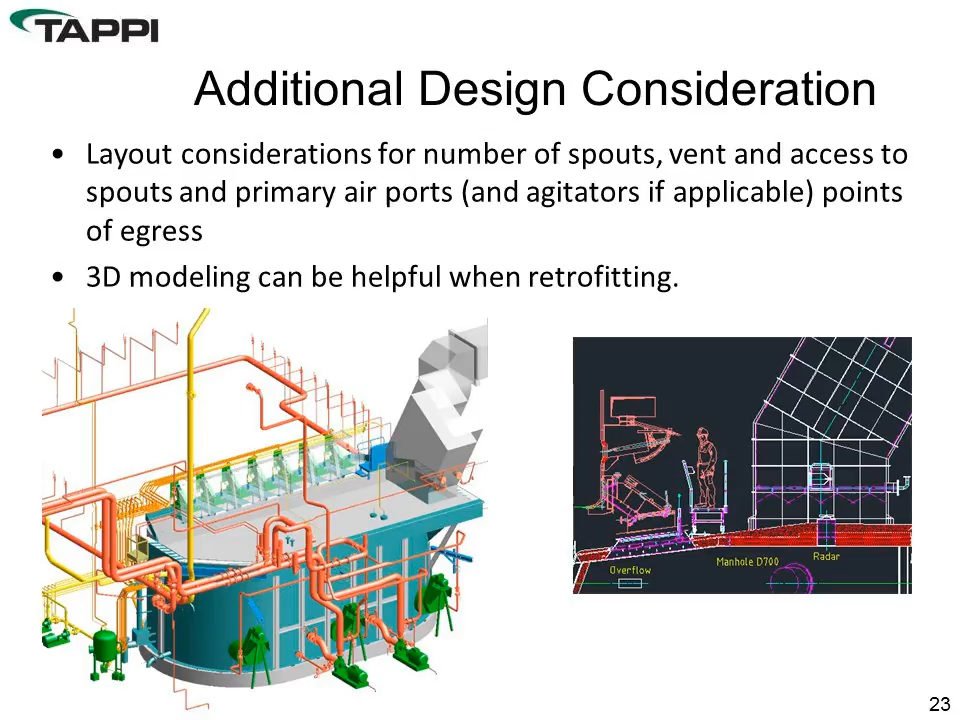 TAPPI
Additional Design Consideration
• Layout considerations for number of spouts, vent and access to
spouts and primary air ports (and agitators if applicable) points
of egress
• 3D modeling can be helpful when retrofitting.
Overflow
Manhole D700
Radar
23